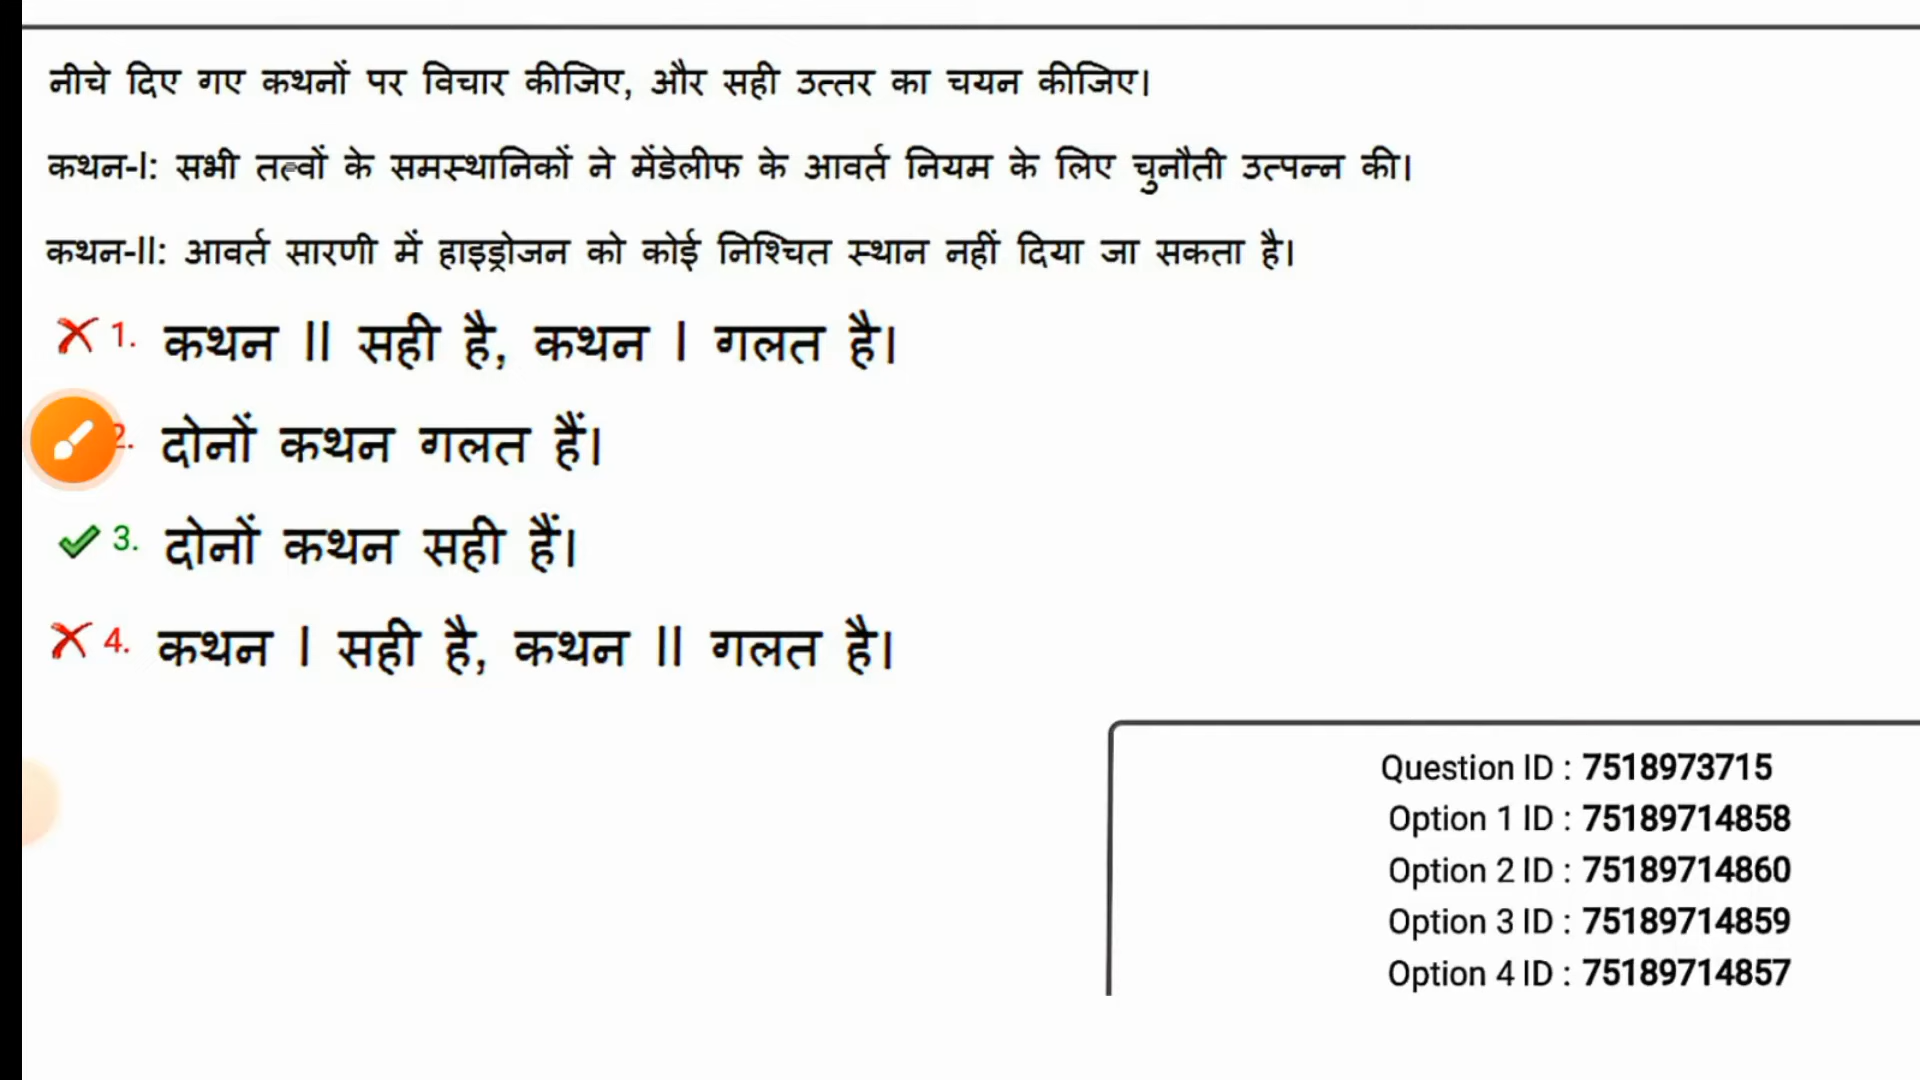 नीचे दिए गए कथनों पर विचार कीजिए, और सही उत्तर का चयन कीजिए।
कथन-I: सभी तत्वों के समस्थानिकों ने मेंडेलीफ के आवर्त नियम के लिए चुनौती उत्पन्न की।
कथन-II: आवर्त सारणी में हाइड्रोजन को कोई निश्चित स्थान नहीं दिया जा सकता है।
1. कथन II सही है, कथन I गलत है।
2. दोनों कथन गलत हैं।
3. दोनों कथन सही हैं।
4. कथन I सही है, कथन II गलत है।
Question ID : 7518973715
Option 1 ID : 75189714858
Option 2 ID : 75189714860
Option 3 ID : 75189714859
Option 4 ID : 75189714857